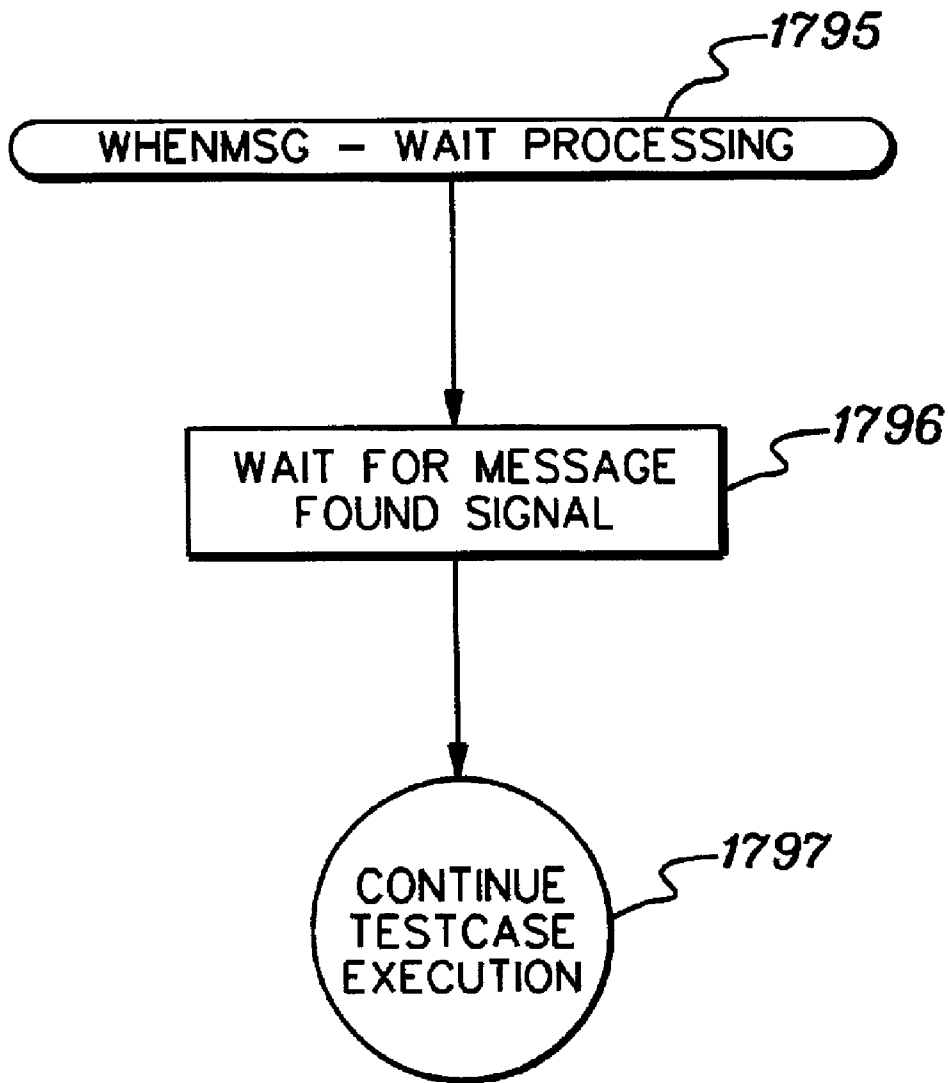 1795
WHENMSG – WAIT PROCESSING
1796
WAIT FOR MESSAGE
FOUND SIGNAL
1797
CONTINUE
TESTCASE
EXECUTION